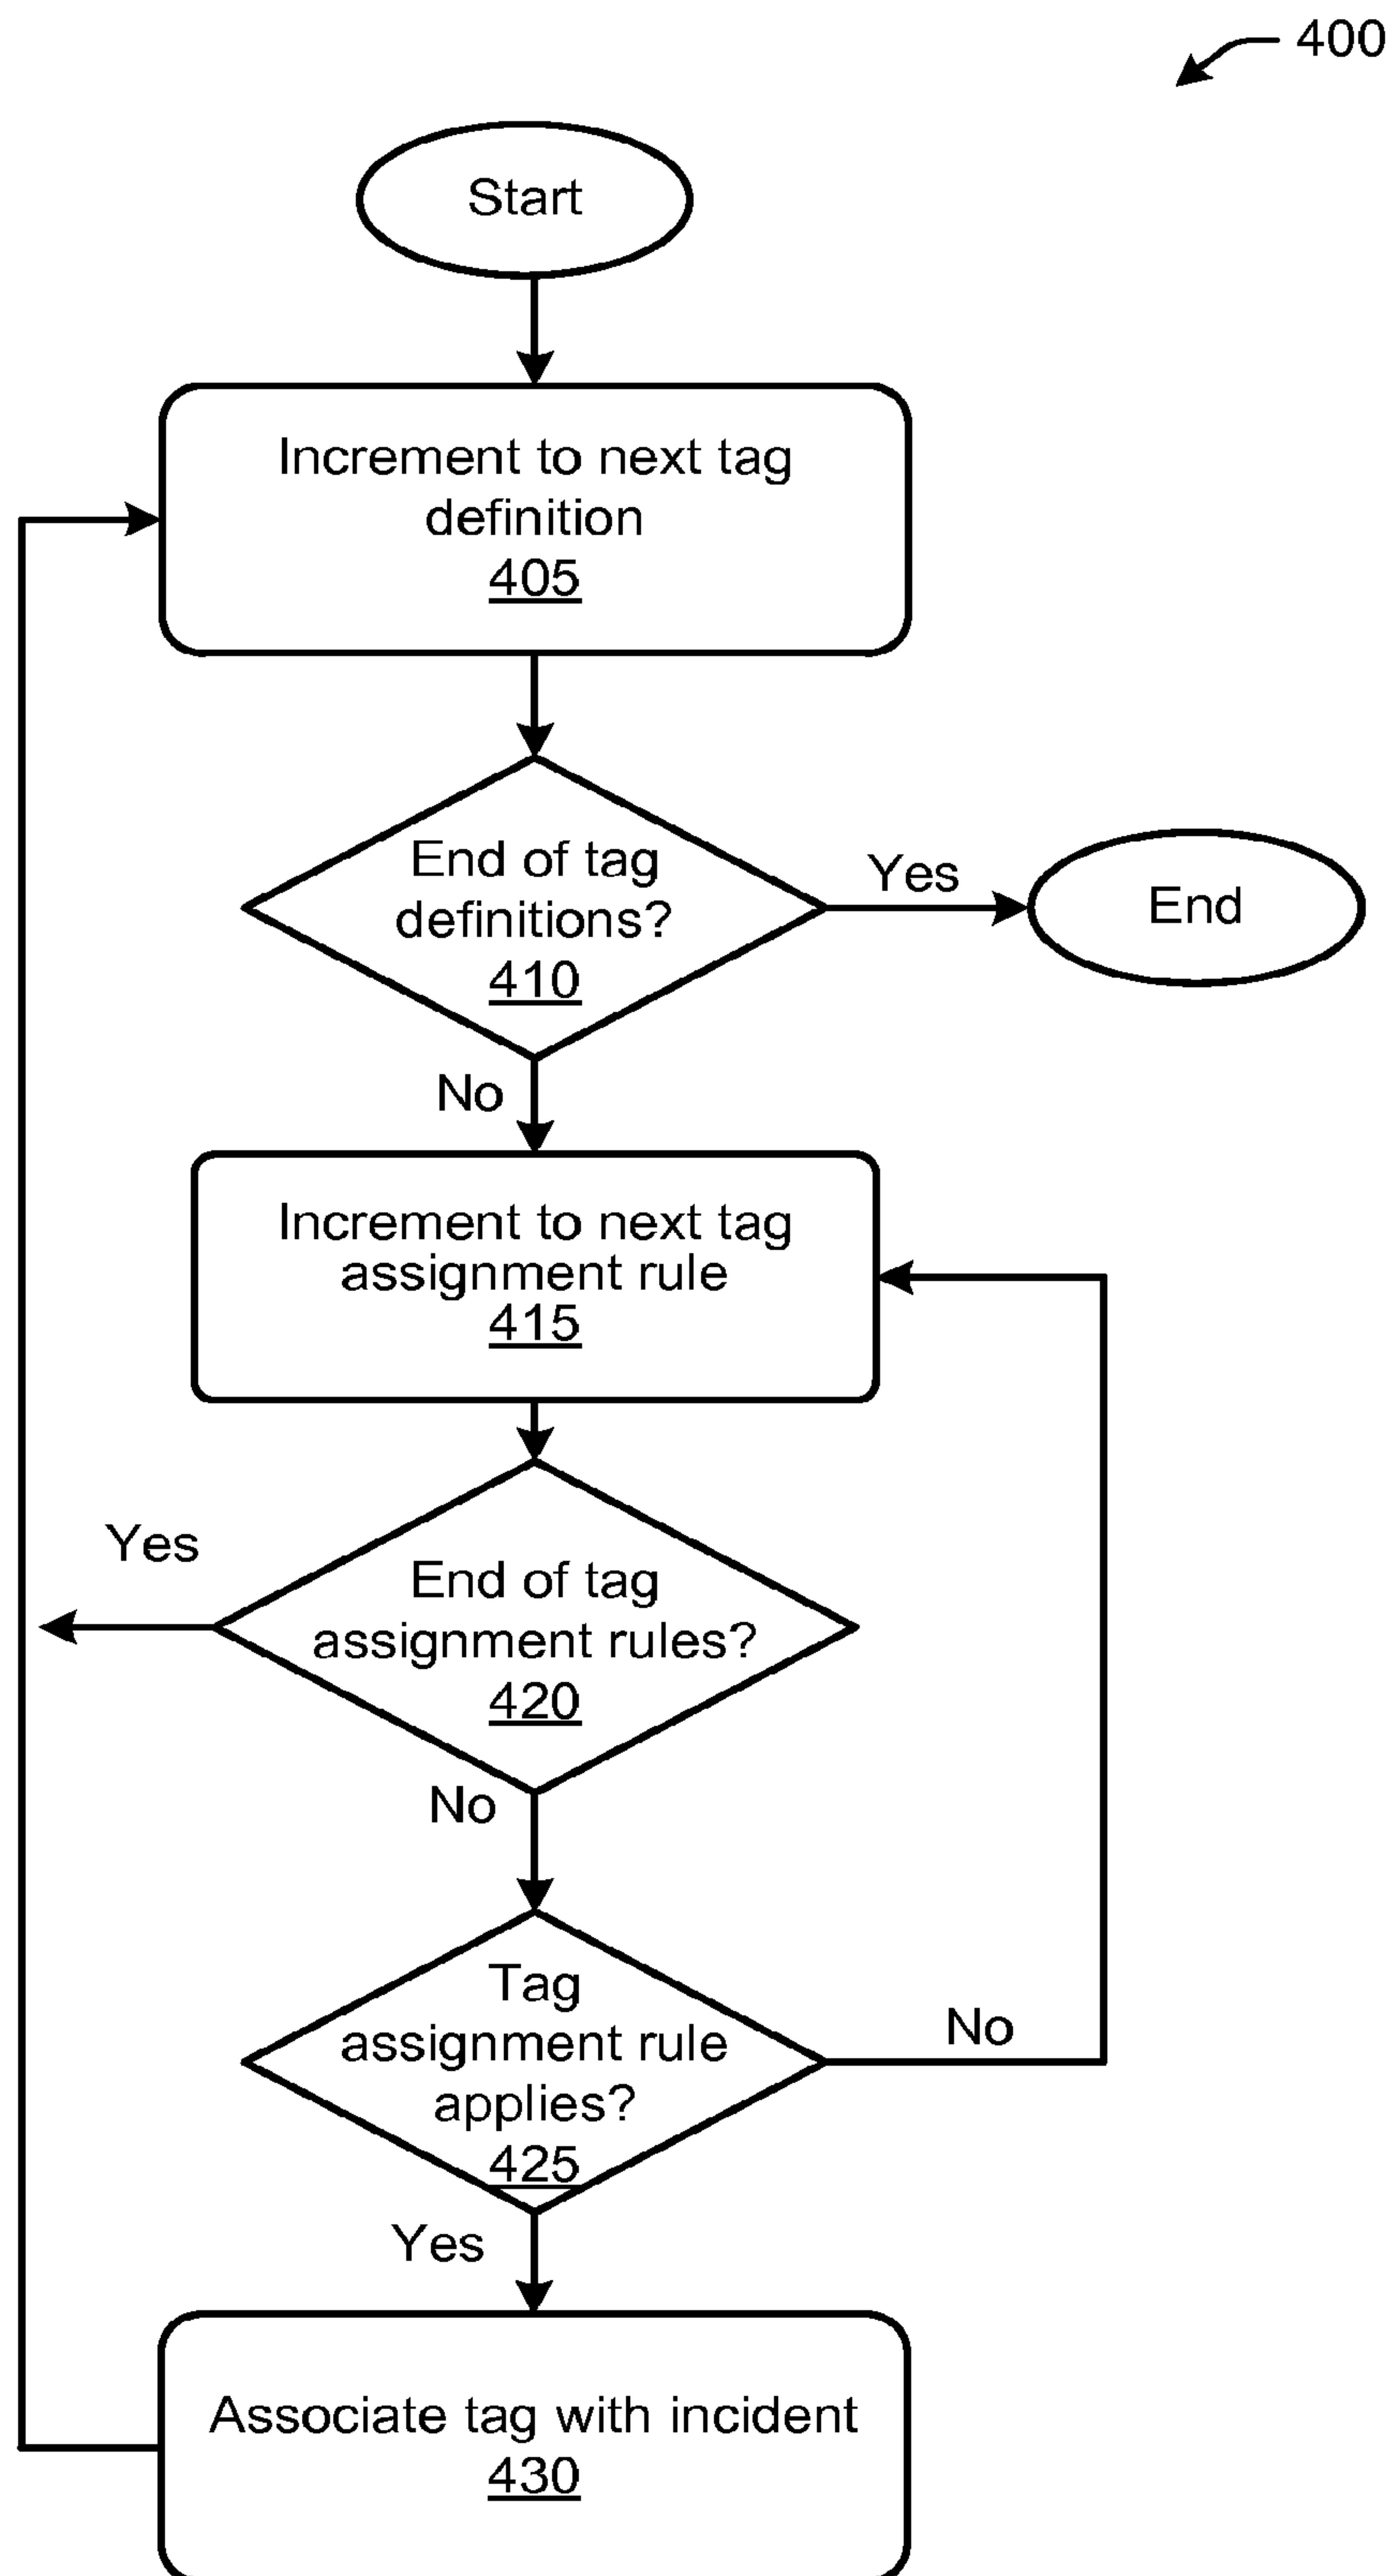 400
Start
Increment to next tag
definition
405
End of tag
definitions?
410
Yes
End
No
Increment to next tag
assignment rule
415
Yes
End of tag
assignment rules?
420
No
Tag
assignment rule
applies?
425
No
Yes
Associate tag with incident
430